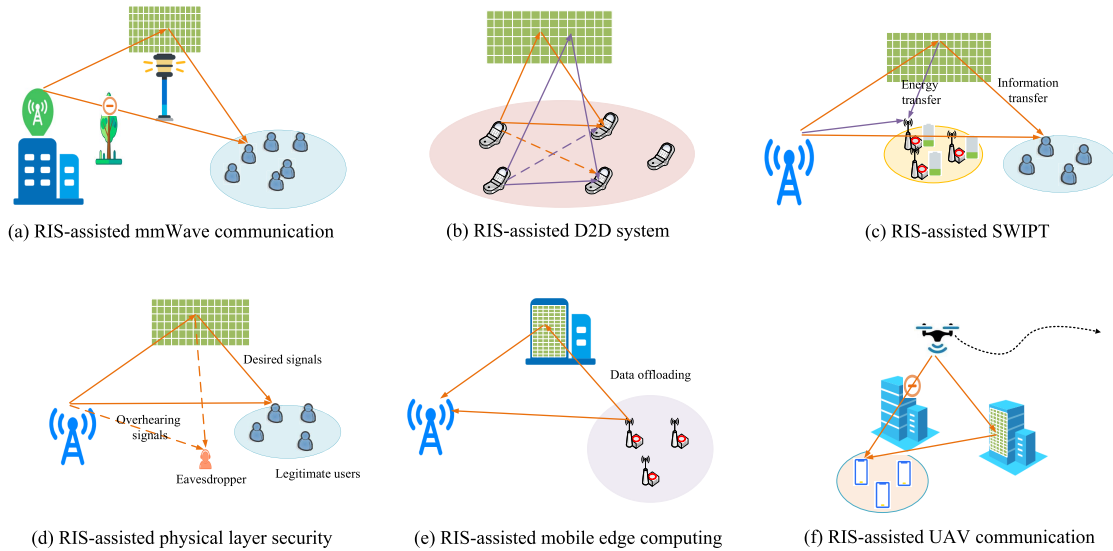 Energy
transfer
Information
transfer
(a) RIS-assisted mmWave communication
(b) RIS-assisted D2D system
(c) RIS-assisted SWIPT
Desired signals
Overhearing
signals
Eavesdropper
Legitimate users
Data offloading
(d) RIS-assisted physical layer security
(e) RIS-assisted mobile edge computing
(f) RIS-assisted UAV communication